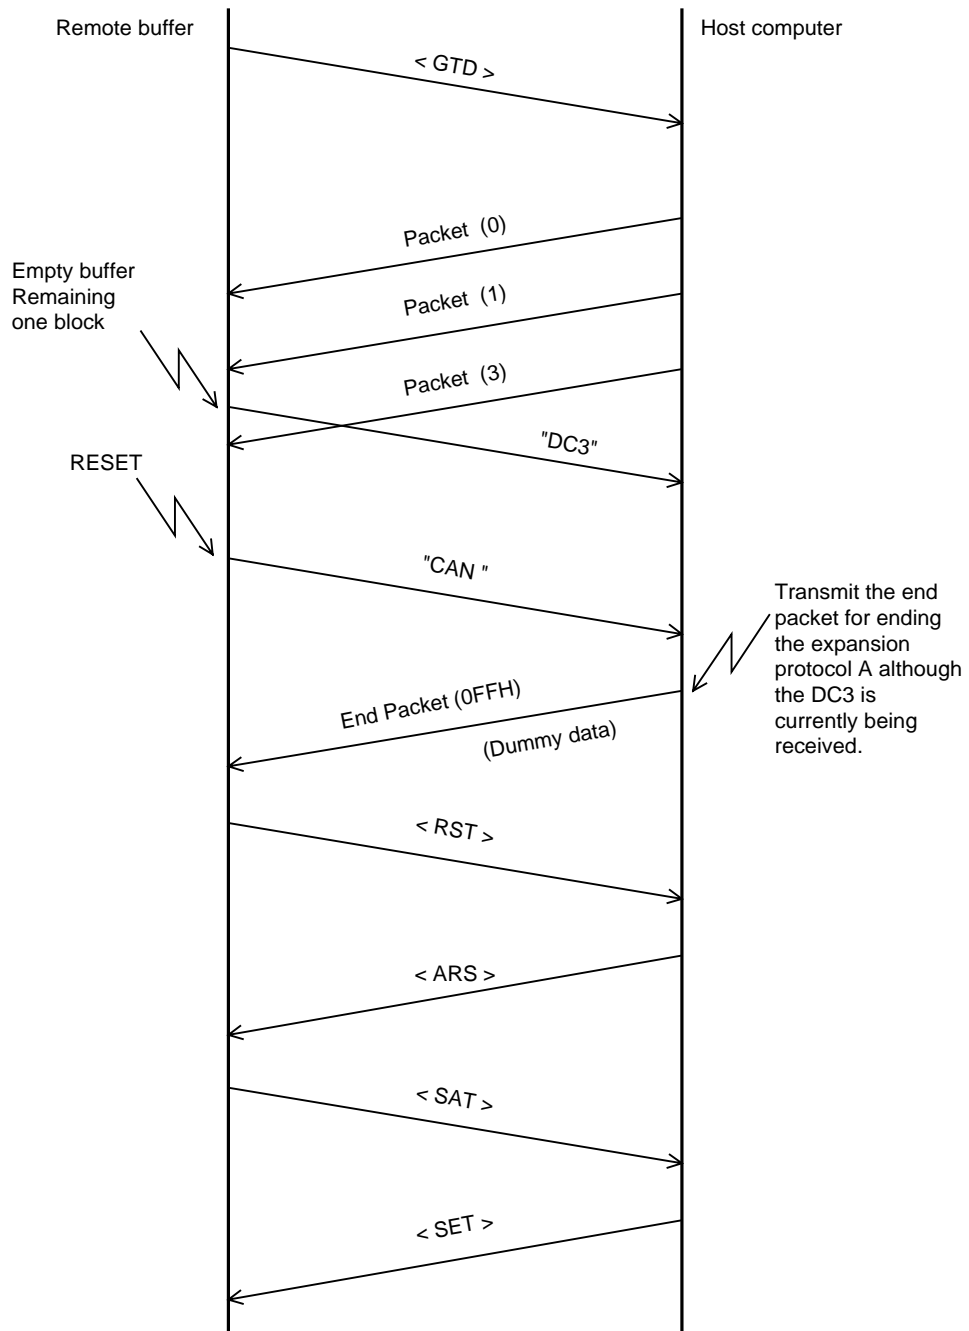 Remote buffer
Host computer
< GTD >
Packet (0)
Empty buffer
Remaining
one block
Packet (1)
Packet (3)
"DC3"
RESET
"CAN "
Transmit the end
packet for ending
the expansion
protocol A although
the DC3 is
currently being
received.
End Packet (0FFH)
(Dummy data)
< RST >
< ARS >
< SAT >
< SET >